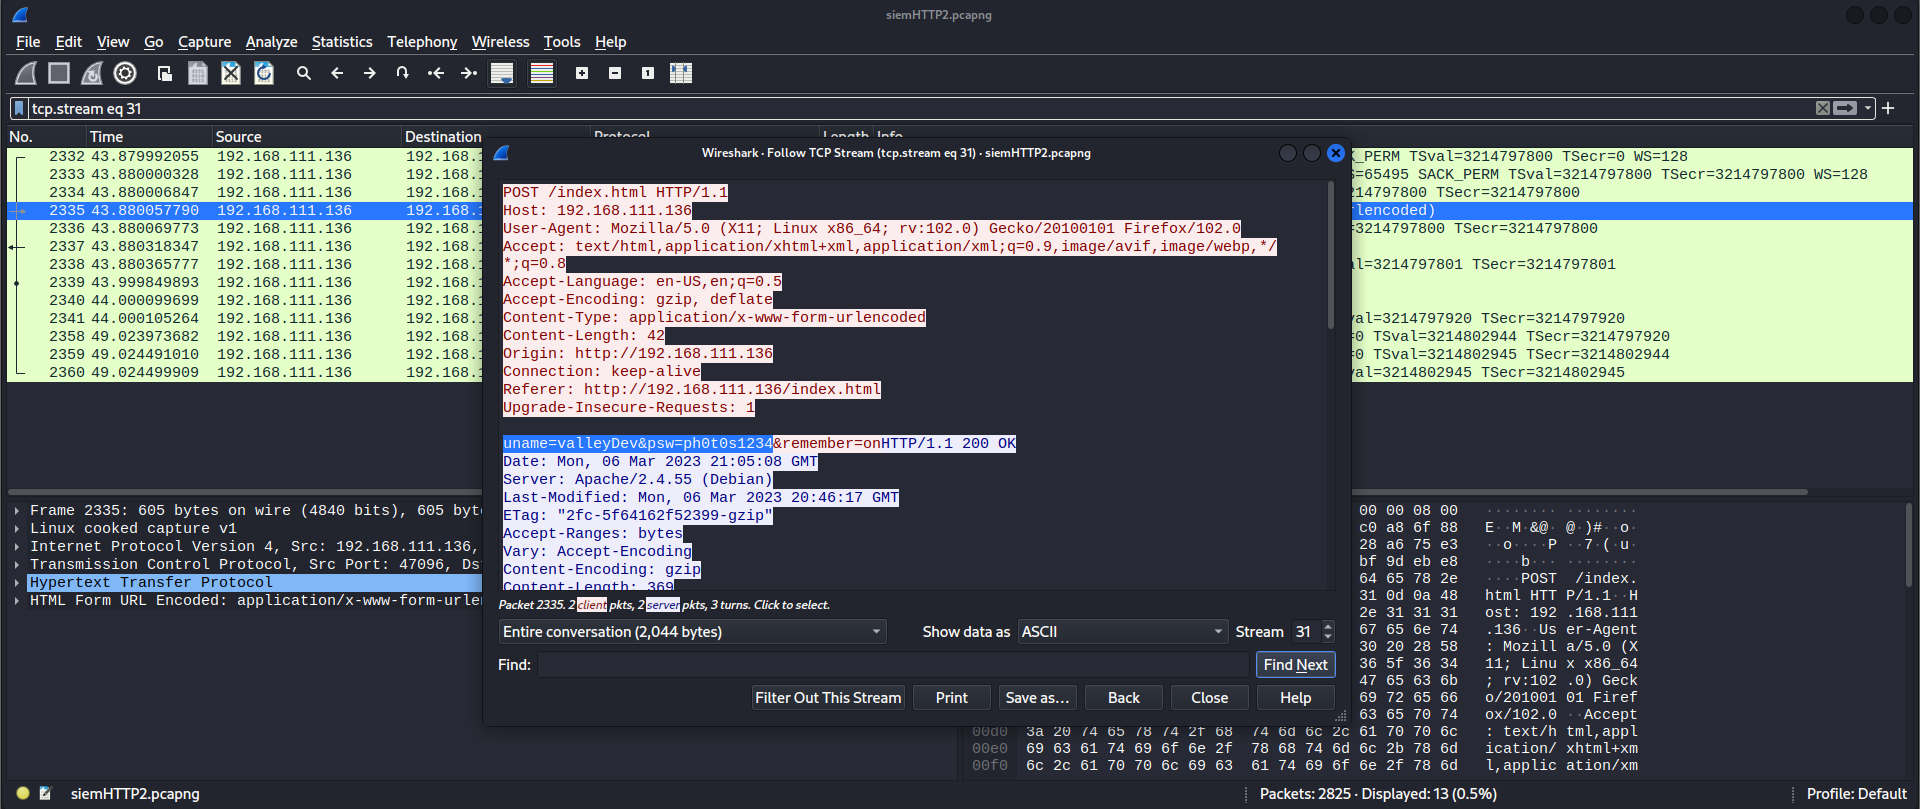 siemHTTP2.pcapng
File Edit View Go Capture Analyze Statistics Telephony Wireless Tools Help
tcp.stream eq 31
No. Time Source Destination Protocol Length Info
2332 43.879992055 192.168.111.136 192.168.1
2333 43.880000328 192.168.111.136 192.168.1
2334 43.880006847 192.168.111.136 192.168.1
2335 43.880057790 192.168.111.136 192.168.1
2336 43.880069773 192.168.111.136 192.168.1
2337 43.880318347 192.168.111.136 192.168.1
2338 43.880365777 192.168.111.136 192.168.1
2339 43.999849893 192.168.111.136 192.168.1
2340 44.000099699 192.168.111.136 192.168.1
2341 44.000105264 192.168.111.136 192.168.1
2358 49.023973682 192.168.111.136 192.168.1
2359 49.024491010 192.168.111.136 192.168.1
2360 49.024499909 192.168.111.136 192.168.1
K_PERM TSval=3214797800 TSecr=0 WS=128
S=65495 SACK_PERM TSval=3214797800 TSecr=3214797800 WS=128
214797800 TSecr=3214797800
rlencoded)
=3214797800 TSecr=3214797800
al=3214797801 TSecr=3214797801
val=3214797920 TSecr=3214797920
=0 TSval=3214802944 TSecr=3214797920
=0 TSval=3214802945 TSecr=3214802944
val=3214802945 TSecr=3214802945
Wireshark · Follow TCP Stream (tcp.stream eq 31) · siemHTTP2.pcapng
POST /index.html HTTP/1.1
Host: 192.168.111.136
User-Agent: Mozilla/5.0 (X11; Linux x86_64; rv:102.0) Gecko/20100101 Firefox/102.0
Accept: text/html,application/xhtml+xml,application/xml;q=0.9,image/avif,image/webp,*/
*;q=0.8
Accept-Language: en-US,en;q=0.5
Accept-Encoding: gzip, deflate
Content-Type: application/x-www-form-urlencoded
Content-Length: 42
Origin: http://192.168.111.136
Connection: keep-alive
Referer: http://192.168.111.136/index.html
Upgrade-Insecure-Requests: 1
uname=valleyDev&psw=ph0t0s1234&remember=onHTTP/1.1 200 OK
Date: Mon, 06 Mar 2023 21:05:08 GMT
Server: Apache/2.4.55 (Debian)
Last-Modified: Mon, 06 Mar 2023 20:46:17 GMT
ETag: "2fc-5f64162f52399-gzip"
Accept-Ranges: bytes
Vary: Accept-Encoding
Content-Encoding: gzip
Content-Length: 369
Packet 2335. 2 client pkts, 2 server pkts, 3 turns. Click to select.
Entire conversation (2,044 bytes) Show data as ASCII Stream 31
Find: Find Next
Filter Out This Stream Print Save as… Back Close Help
Frame 2335: 605 bytes on wire (4840 bits), 605 byt
Linux cooked capture v1
Internet Protocol Version 4, Src: 192.168.111.136,
Transmission Control Protocol, Src Port: 47096, Ds
Hypertext Transfer Protocol
HTML Form URL Encoded: application/x-www-form-urle
00 00 08 00 ········ ········
c0 a6 6f 88 E··M·&@· @·)#··o·
28 a6 75 e3 ··o····P ··7·(·u·
bf 9d eb e8 ····b··· ········
64 65 78 2e ····POST /index.
31 0d 0a 48 html HTT P/1.1··H
2e 31 31 31 ost: 192 .168.111
67 65 6e 74 .136··Us er-Agent
30 20 28 58 : Mozill a/5.0 (X
36 5f 36 34 11; Linu x x86_64
47 65 63 6b ; rv:102 .0) Geck
69 72 65 66 o/201001 01 Firef
63 65 70 74 ox/102.0 ··Accept
00d0 3a 20 74 65 78 74 2f 68 74 6d 6c 2c 61 70 70 6c : text/h tml,appl
00e0 69 63 61 74 69 6f 6e 2f 78 68 74 6d 6c 2b 78 6d ication/ xhtml+xm
00f0 6c 2c 61 70 70 6c 69 63 61 74 69 6f 6e 2f 78 6d l,applic ation/xm
siemHTTP2.pcapng Packets: 2825 · Displayed: 13 (0.5%) Profile: Default